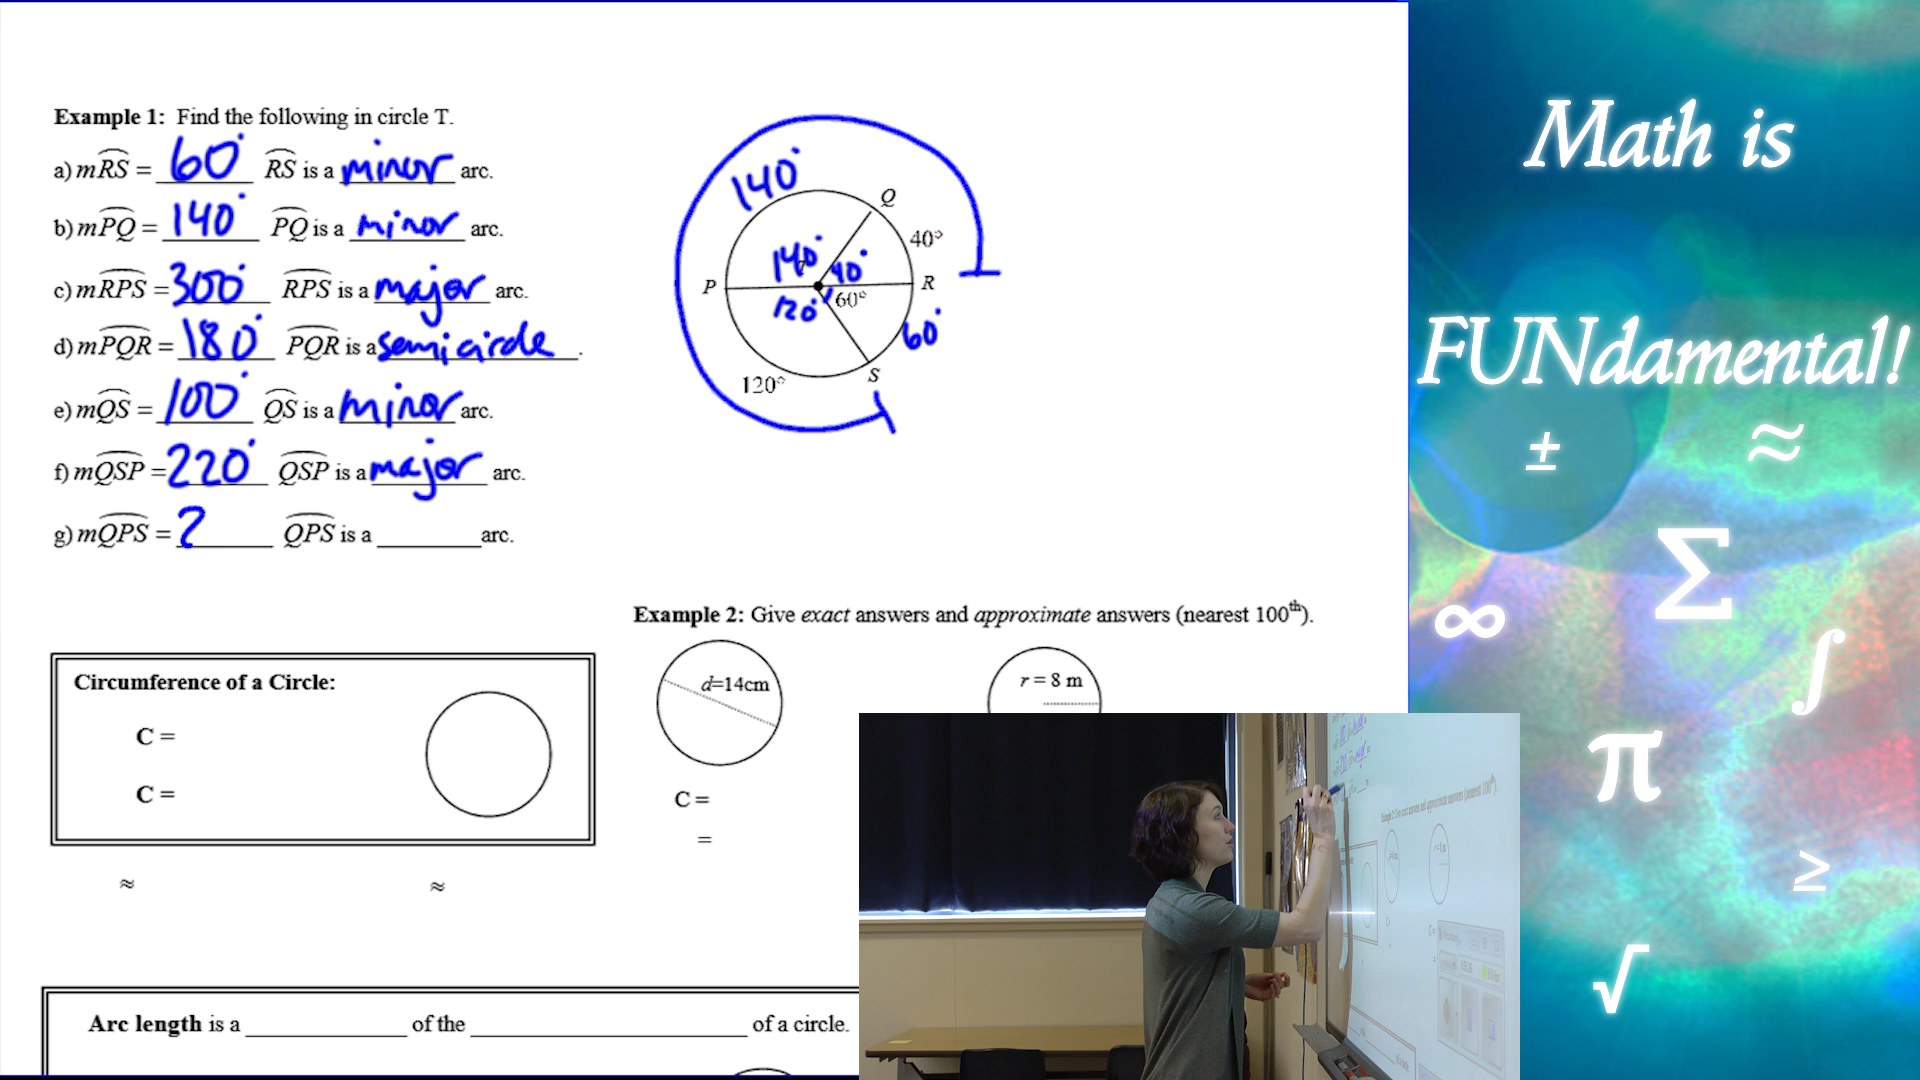 Example 1: Find the following in circle T.
a) mRS = 60° RS is a minor arc.
b) mPQ = 140° PQ is a minor arc.
c) mRPS = 300° RPS is a major arc.
d) mPQR = 180° PQR is a semicircle.
e) mQS = 100° QS is a minor arc.
f) mQSP = 220° QSP is a major arc.
g) mQPS = 2 QPS is a ______ arc.
140°
Q
40°
140° 40°
P
R
120° 60°
60°
S
120°
Example 2: Give exact answers and approximate answers (nearest 100th).
Circumference of a Circle:
C =
C =
≈ ≈
d=14cm
C =
=
r = 8 m
Arc length is a ______ of the ______ of a circle.
Math is
FUNdamental!
± ≈
Σ
∞
∫
π
≥
√